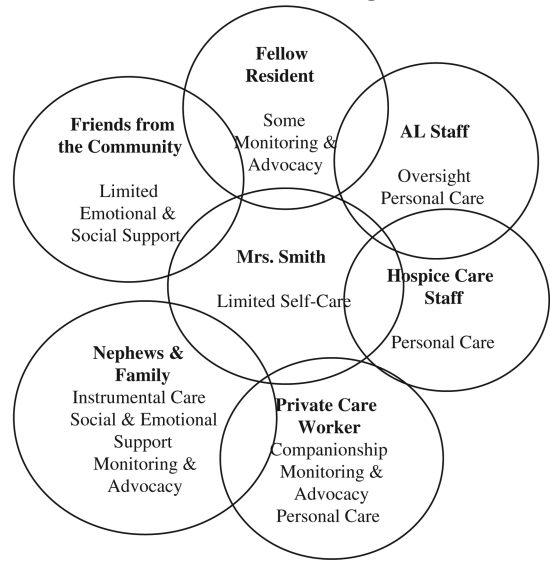 Fellow
Resident
Some
Monitoring &
Advocacy
Friends from
the Community
Limited
Emotional &
Social Support
AL Staff
Oversight
Personal Care
Mrs. Smith
Limited Self-Care
Hospice Care
Staff
Personal Care
Nephews &
Family
Instrumental Care
Social & Emotional
Support
Monitoring &
Advocacy
Private Care
Worker
Companionship
Monitoring &
Advocacy
Personal Care